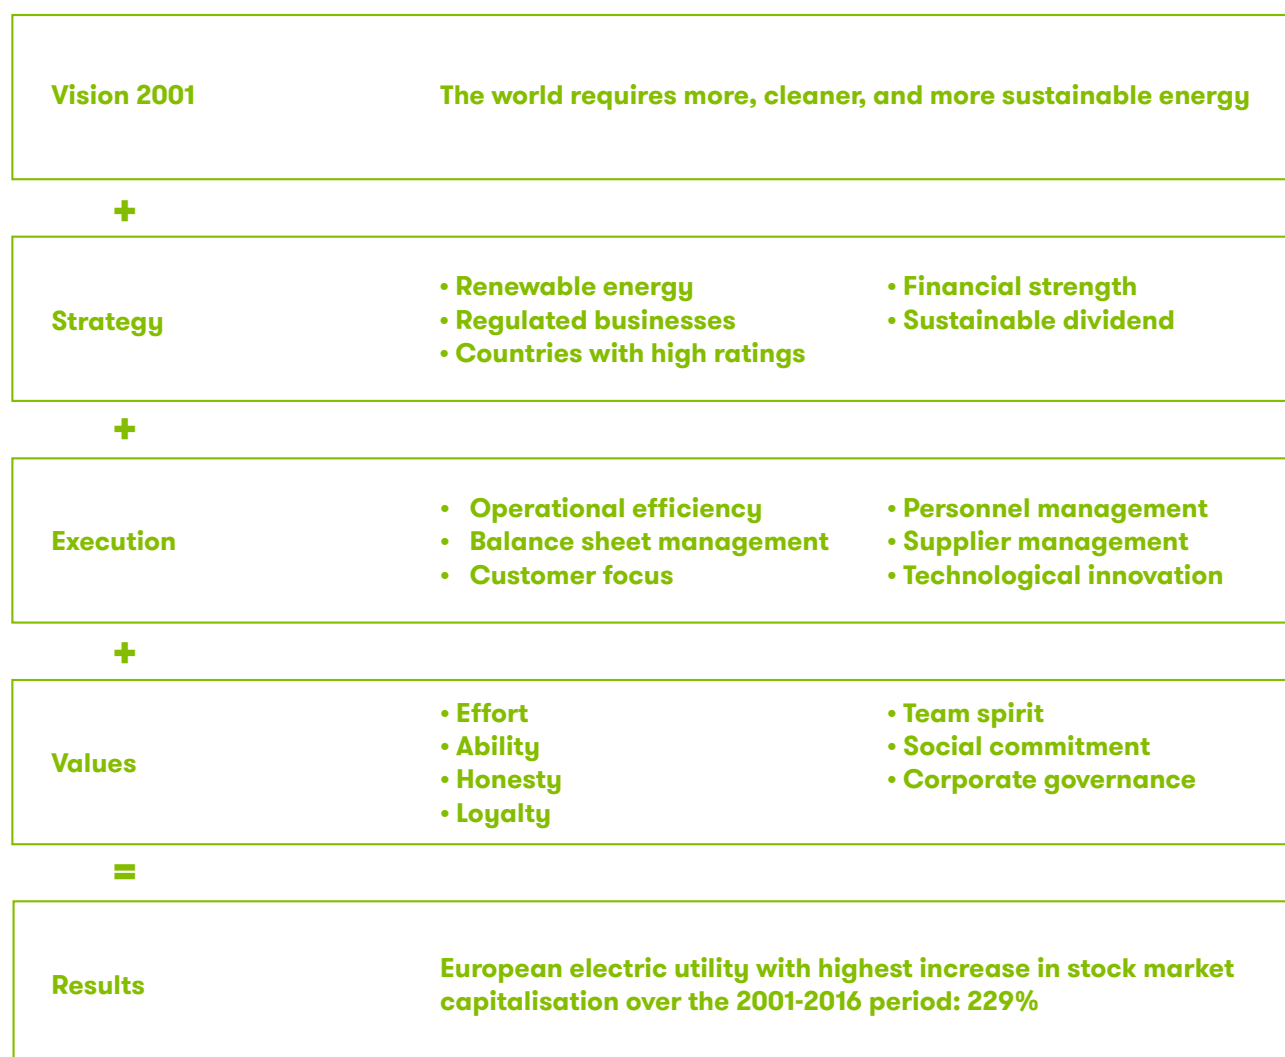 Vision 2001
The world requires more, cleaner, and more sustainable energy
+
Strategy
• Renewable energy
• Regulated businesses
• Countries with high ratings
• Financial strength
• Sustainable dividend
+
Execution
• Operational efficiency
• Balance sheet management
• Customer focus
• Personnel management
• Supplier management
• Technological innovation
+
Values
• Effort
• Ability
• Honesty
• Loyalty
• Team spirit
• Social commitment
• Corporate governance
=
Results
European electric utility with highest increase in stock market
capitalisation over the 2001-2016 period: 229%